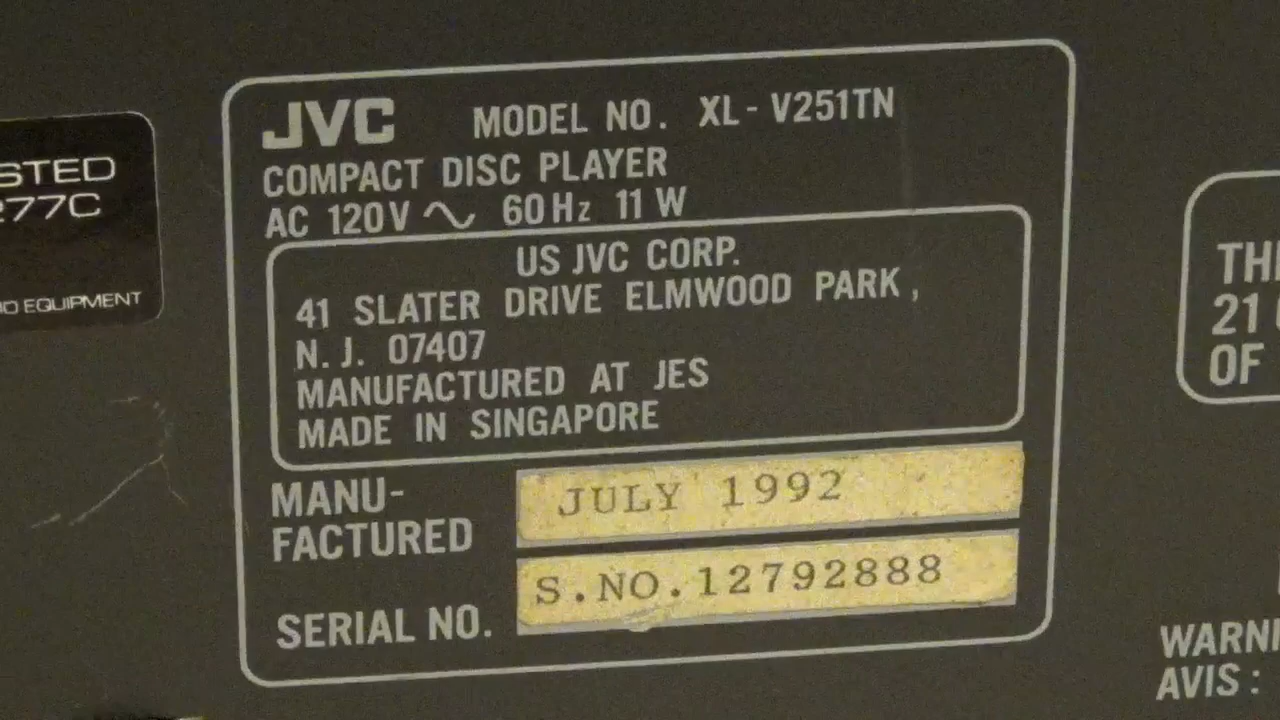 JVC MODEL NO. XL-V251TN
COMPACT DISC PLAYER
AC 120V ∿ 60Hz 11 W
US JVC CORP.
41 SLATER DRIVE ELMWOOD PARK,
N. J. 07407
MANUFACTURED AT JES
MADE IN SINGAPORE
MANU-
FACTURED JULY 1992
SERIAL NO. S.NO.12792888
277C
EQUIPMENT
21
OF
AVIS :